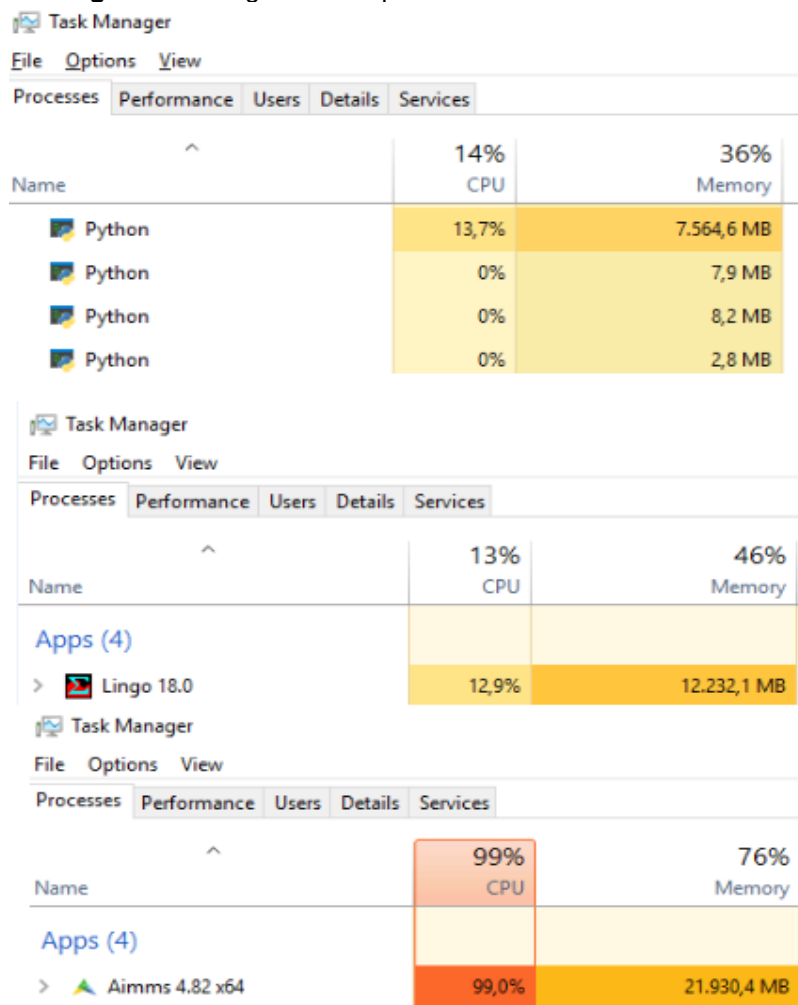 Task Manager
File Options View
Processes Performance Users Details Services
14% 36%
Name CPU Memory
Python 13,7% 7.564,6 MB
Python 0% 7,9 MB
Python 0% 8,2 MB
Python 0% 2,8 MB
Task Manager
File Options View
Processes Performance Users Details Services
13% 46%
Name CPU Memory
Apps (4)
Lingo 18.0 12,9% 12.232,1 MB
Task Manager
File Options View
Processes Performance Users Details Services
99% 76%
Name CPU Memory
Apps (4)
Aimms 4.82 x64 99,0% 21.930,4 MB